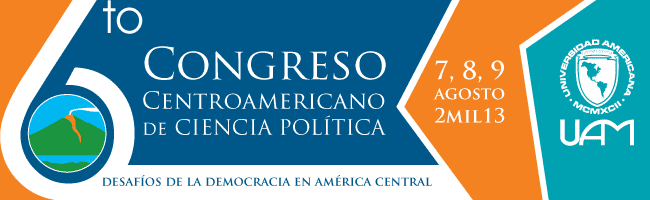 6to
CONGRESO
CENTROAMERICANO
DE CIENCIA POLÍTICA
DESAFÍOS DE LA DEMOCRACIA EN AMÉRICA CENTRAL
7, 8, 9
AGOSTO
2MIL13
UNIVERSIDAD AMERICANA
MCMXCII
UAM